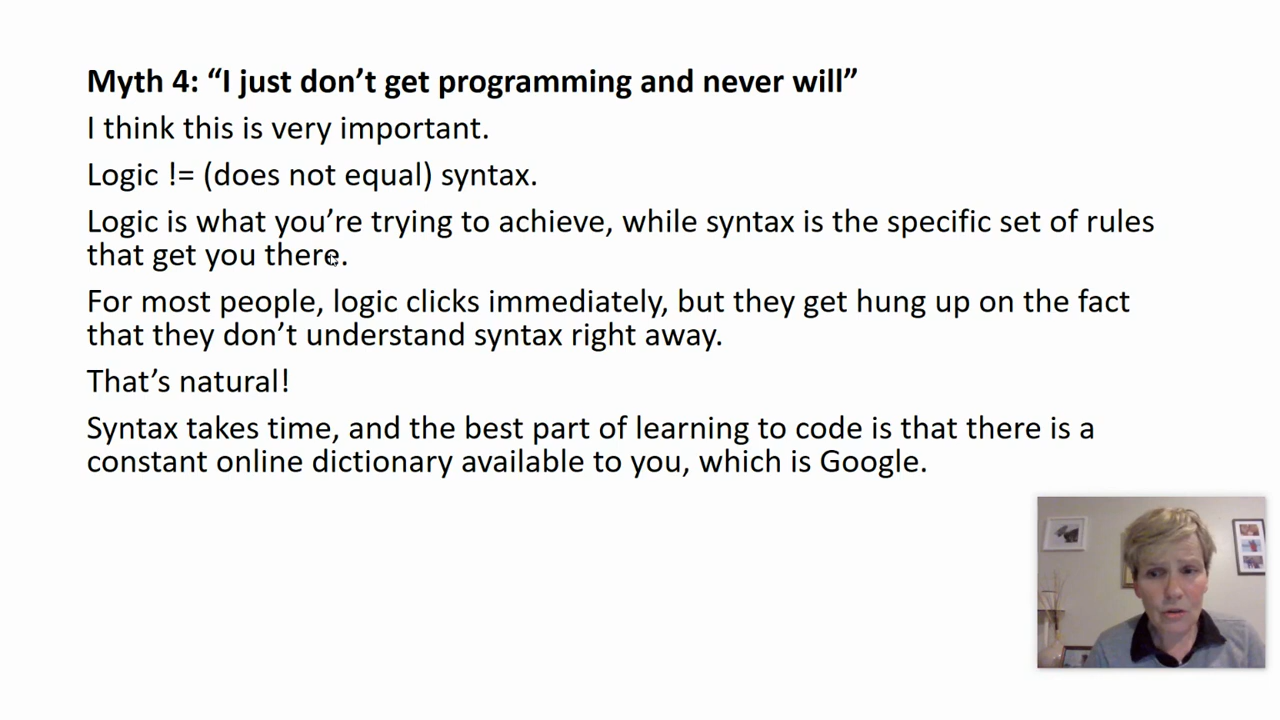 Myth 4: “I just don’t get programming and never will”
I think this is very important.
Logic != (does not equal) syntax.
Logic is what you’re trying to achieve, while syntax is the specific set of rules
that get you there.
For most people, logic clicks immediately, but they get hung up on the fact
that they don’t understand syntax right away.
That’s natural!
Syntax takes time, and the best part of learning to code is that there is a
constant online dictionary available to you, which is Google.